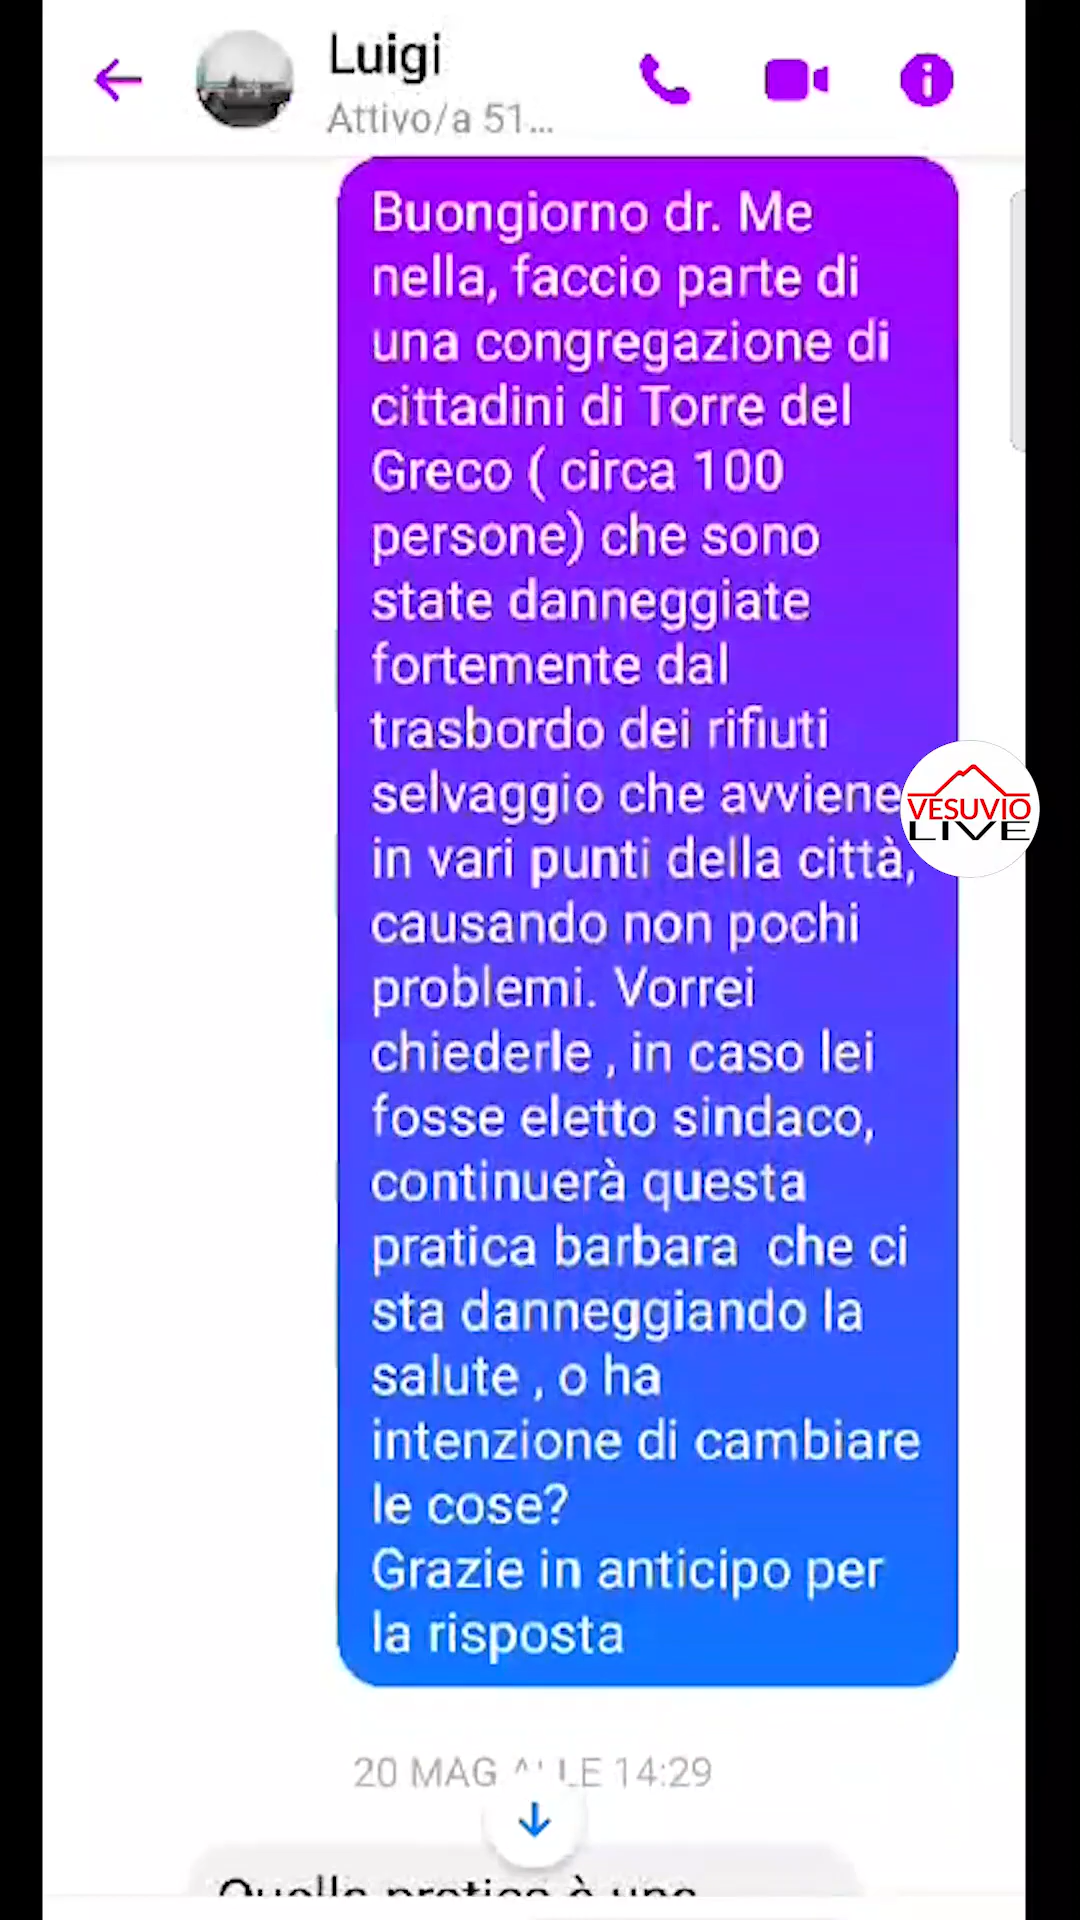 Luigi
Attivo/a 51...
Buongiorno dr. Me
nella, faccio parte di
una congregazione di
cittadini di Torre del
Greco ( circa 100
persone) che sono
state danneggiate
fortemente dal
trasbordo dei rifiuti
selvaggio che avviene
in vari punti della città,
causando non pochi
problemi. Vorrei
chiederle , in caso lei
fosse eletto sindaco,
continuerà questa
pratica barbara  che ci
sta danneggiando la
salute , o ha
intenzione di cambiare
le cose?
Grazie in anticipo per
la risposta
VESUVIO
LIVE
20 MAG ALLE 14:29
Quella pratica è una